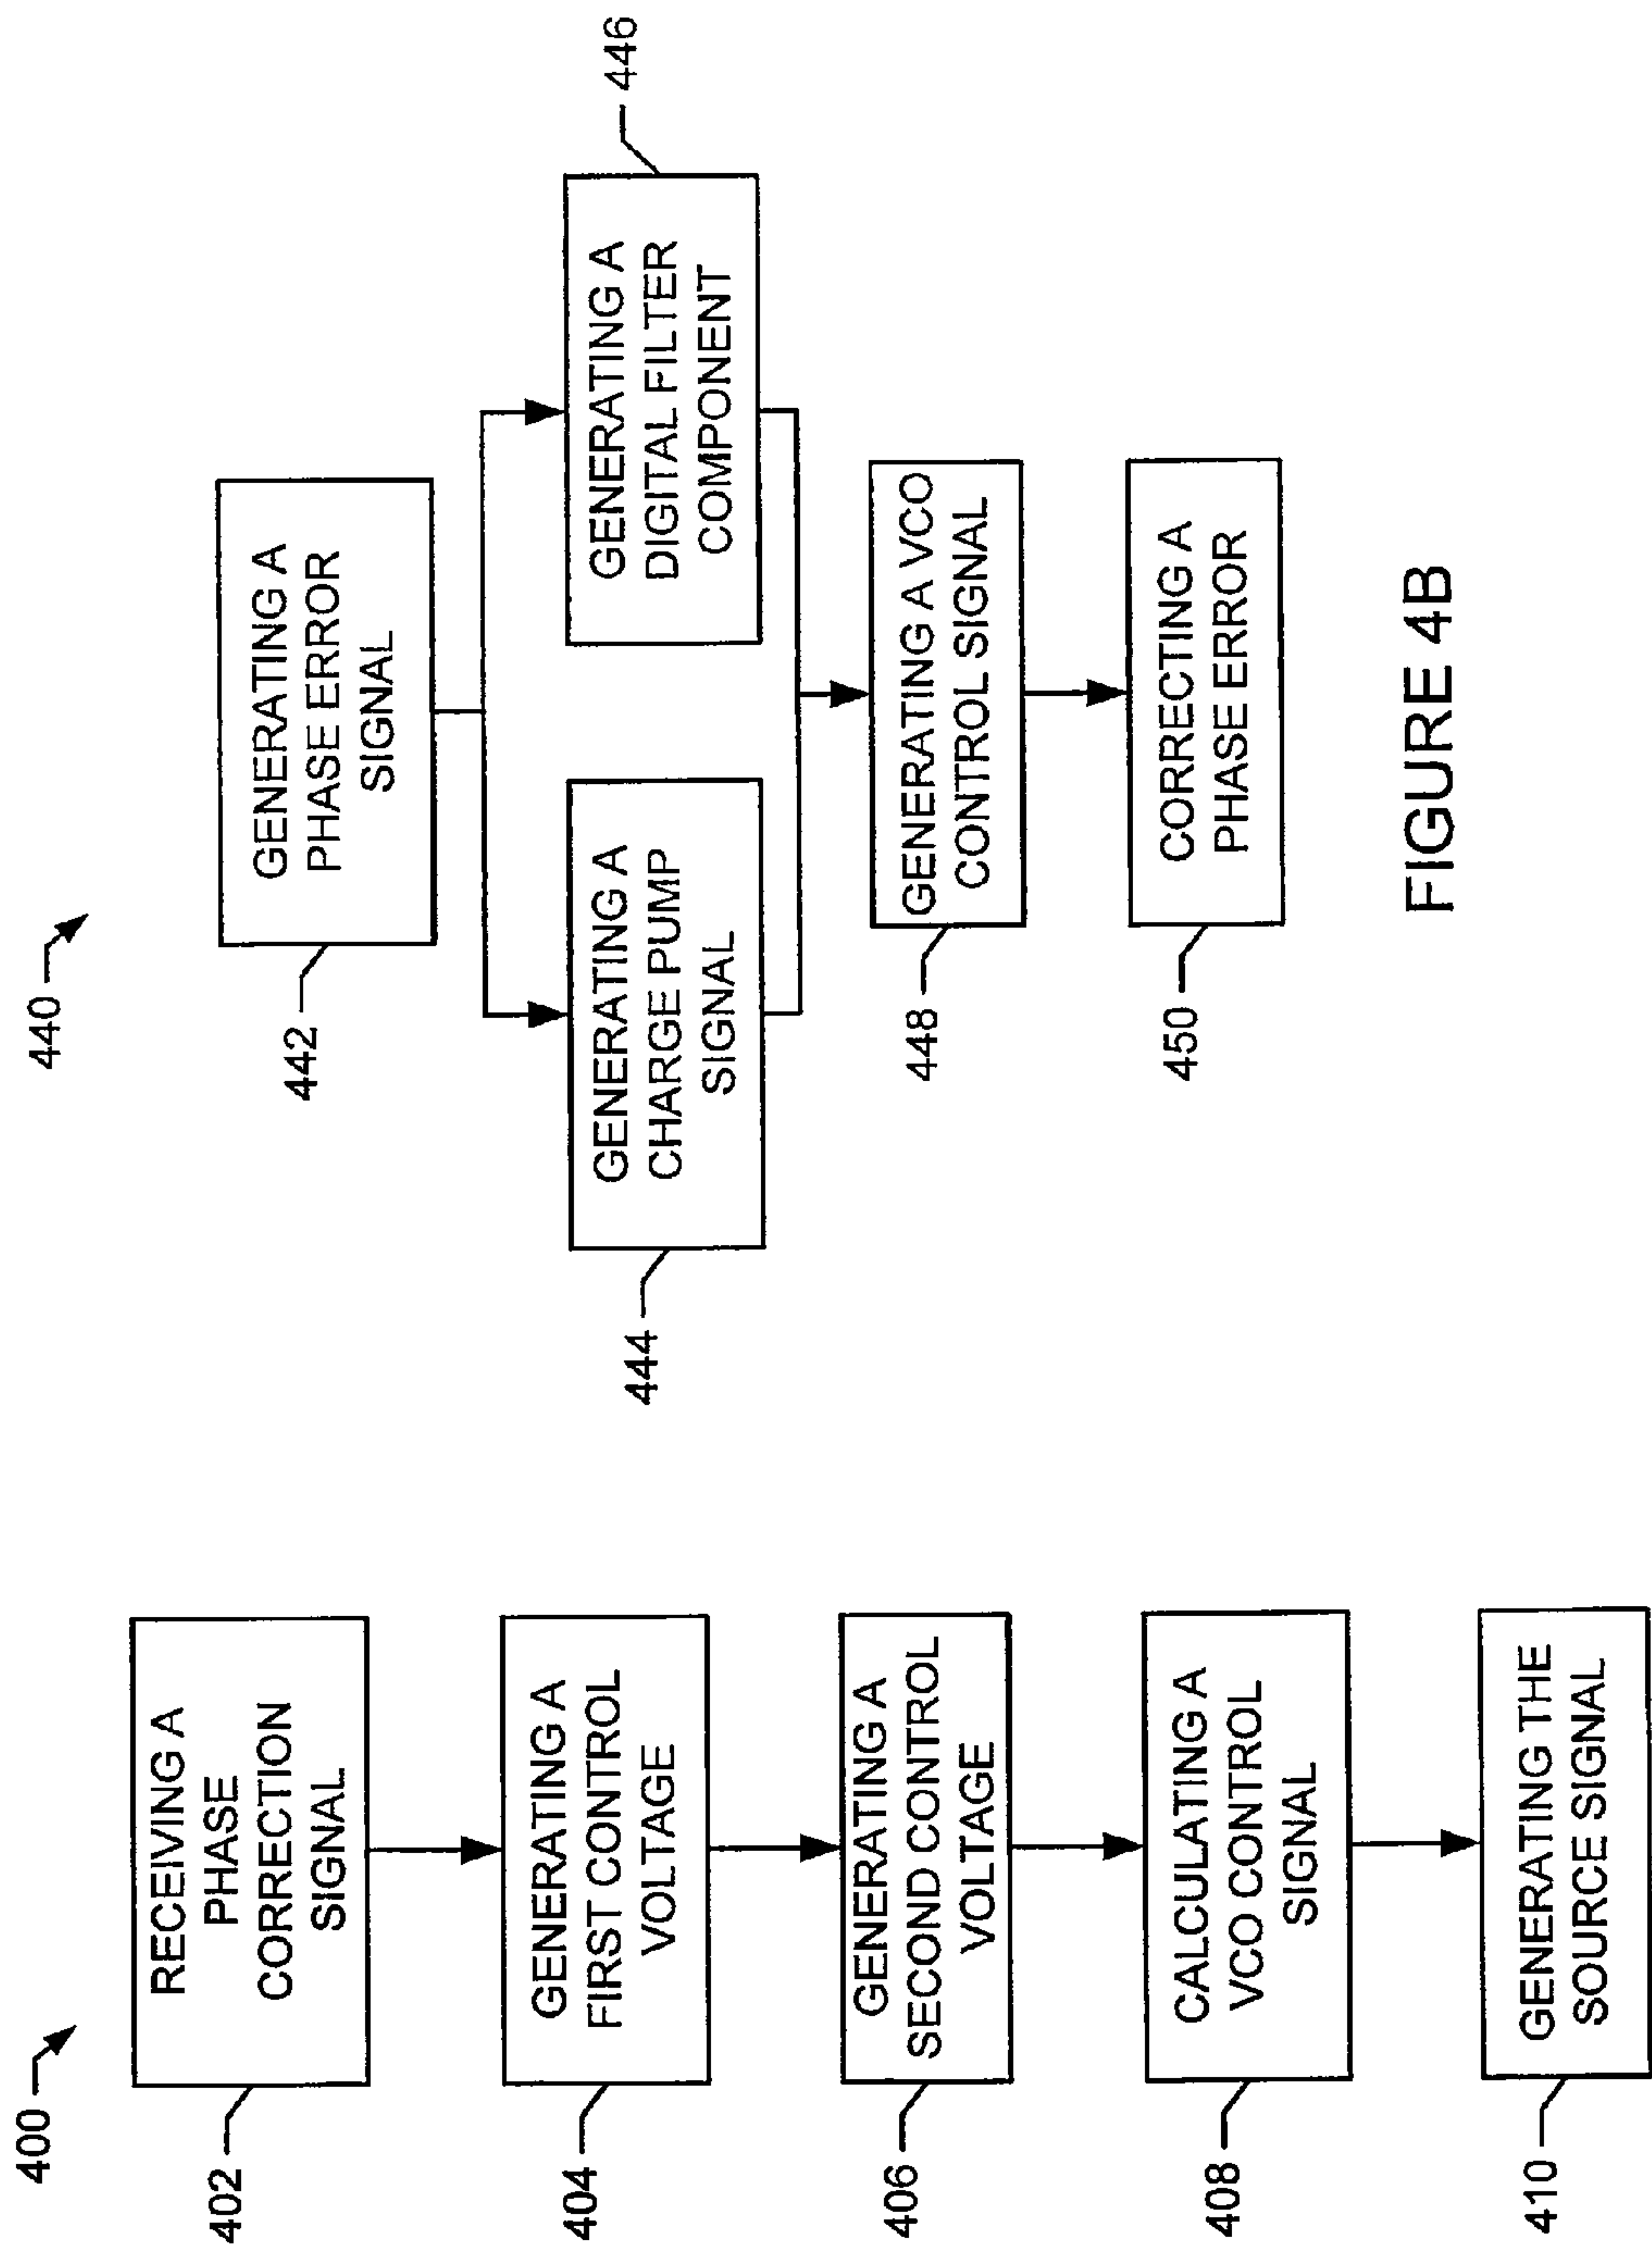 400
402
RECEIVING A
PHASE
CORRECTION
SIGNAL
404
GENERATING A
FIRST CONTROL
VOLTAGE
406
GENERATING A
SECOND CONTROL
VOLTAGE
408
CALCULATING A
VCO CONTROL
SIGNAL
410
GENERATING THE
SOURCE SIGNAL
440
442
GENERATING A
PHASE ERROR
SIGNAL
444
GENERATING A
CHARGE PUMP
SIGNAL
446
GENERATING A
DIGITAL FILTER
COMPONENT
448
GENERATING A VCO
CONTROL SIGNAL
450
CORRECTING A
PHASE ERROR
FIGURE 4B